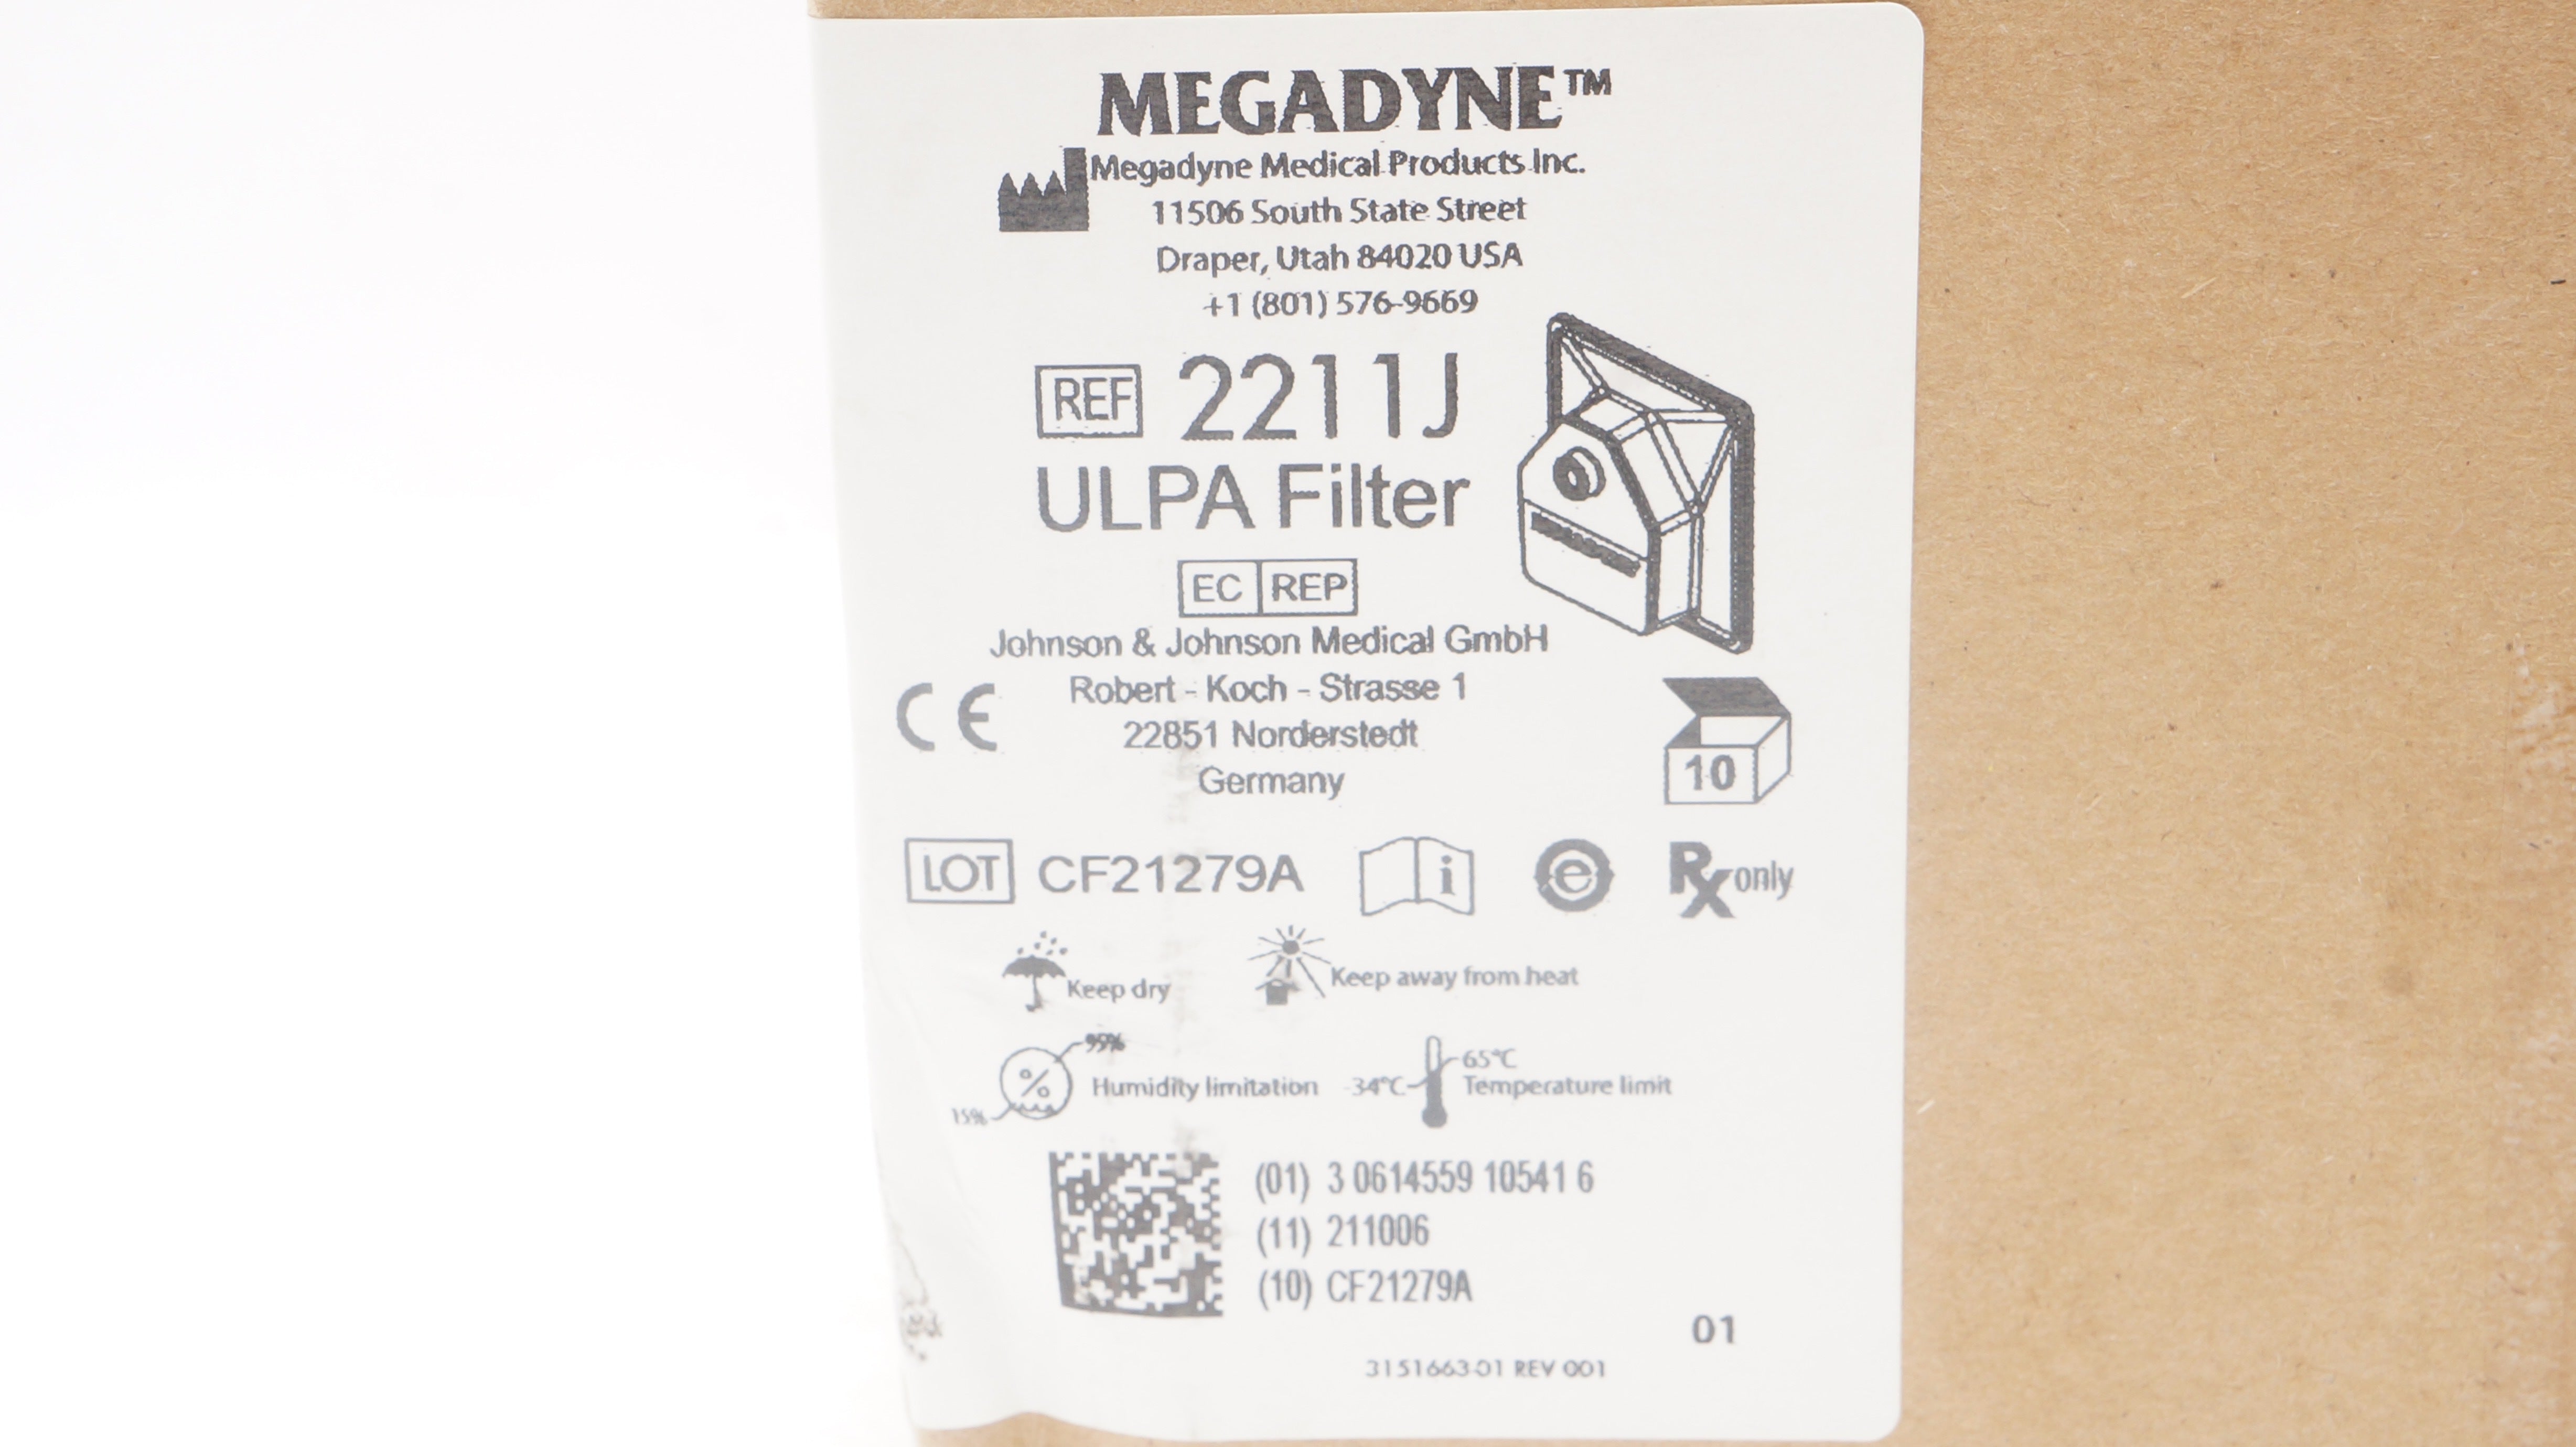 MEGADYNE™
Megadyne Medical Products Inc.
11506 South State Street
Draper, Utah 84020 USA
+1 (801) 576-9669
REF 2211J
ULPA Filter
EC REP
Johnson & Johnson Medical GmbH
Robert - Koch - Strasse 1
22851 Norderstedt
Germany
CE
10
LOT CF21279A
i
e
Rx only
Keep dry
Keep away from heat
95%
%
15%
Humidity limitation
-34°C
65°C
Temperature limit
(01) 3 0614559 10541 6
(11) 211006
(10) CF21279A
01
3151663-01 REV 001